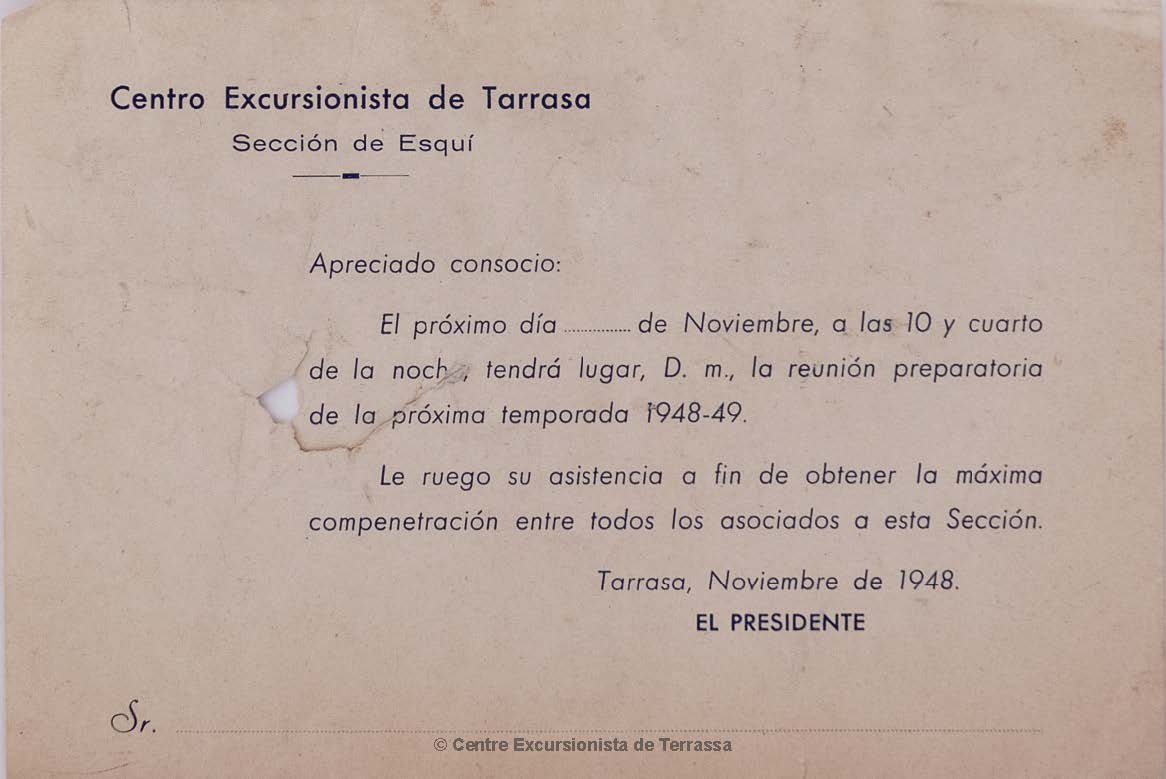 Centro Excursionista de Tarrasa
Sección de Esquí
Apreciado consocio:
El próximo día ............... de Noviembre, a las 10 y cuarto
de la noch , tendrá lugar, D. m., la reunión preparatoria
de la próxima temporada 1948-49.
Le ruego su asistencia a fin de obtener la máxima
compenetración entre todos los asociados a esta Sección.
Tarrasa, Noviembre de 1948.
EL PRESIDENTE
Sr. ...............
© Centre Excursionista de Terrassa